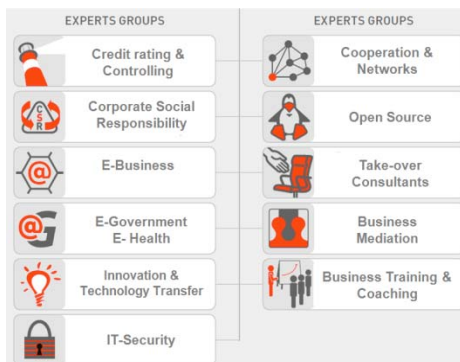 EXPERTS GROUPS
Credit rating &
Controlling
CSR
Corporate Social
Responsibility
@
E-Business
@G
E-Government
E- Health
Innovation &
Technology Transfer
IT-Security
EXPERTS GROUPS
Cooperation &
Networks
Open Source
Take-over
Consultants
Business
Mediation
Business Training &
Coaching